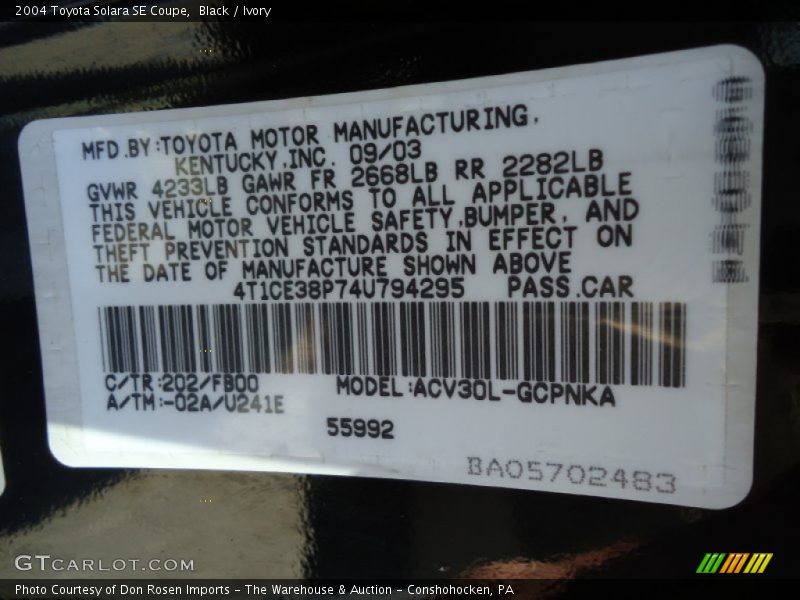 2004 Toyota Solara SE Coupe,  Black / Ivory
MFD.BY:TOYOTA MOTOR MANUFACTURING,
KENTUCKY,INC. 09/03
GVWR 4233LB GAWR FR 2668LB RR 2282LB
THIS VEHICLE CONFORMS TO ALL APPLICABLE
FEDERAL MOTOR VEHICLE SAFETY,BUMPER, AND
THEFT PREVENTION STANDARDS IN EFFECT ON
THE DATE OF MANUFACTURE SHOWN ABOVE
4T1CE38P74U794295 PASS.CAR
C/TR:202/FB00 MODEL:ACV30L-GCPNKA
A/TM:-02A/U241E
55992
BA05702483
GTCARLOT.COM
Photo Courtesy of Don Rosen Imports - The Warehouse & Auction - Conshohocken, PA